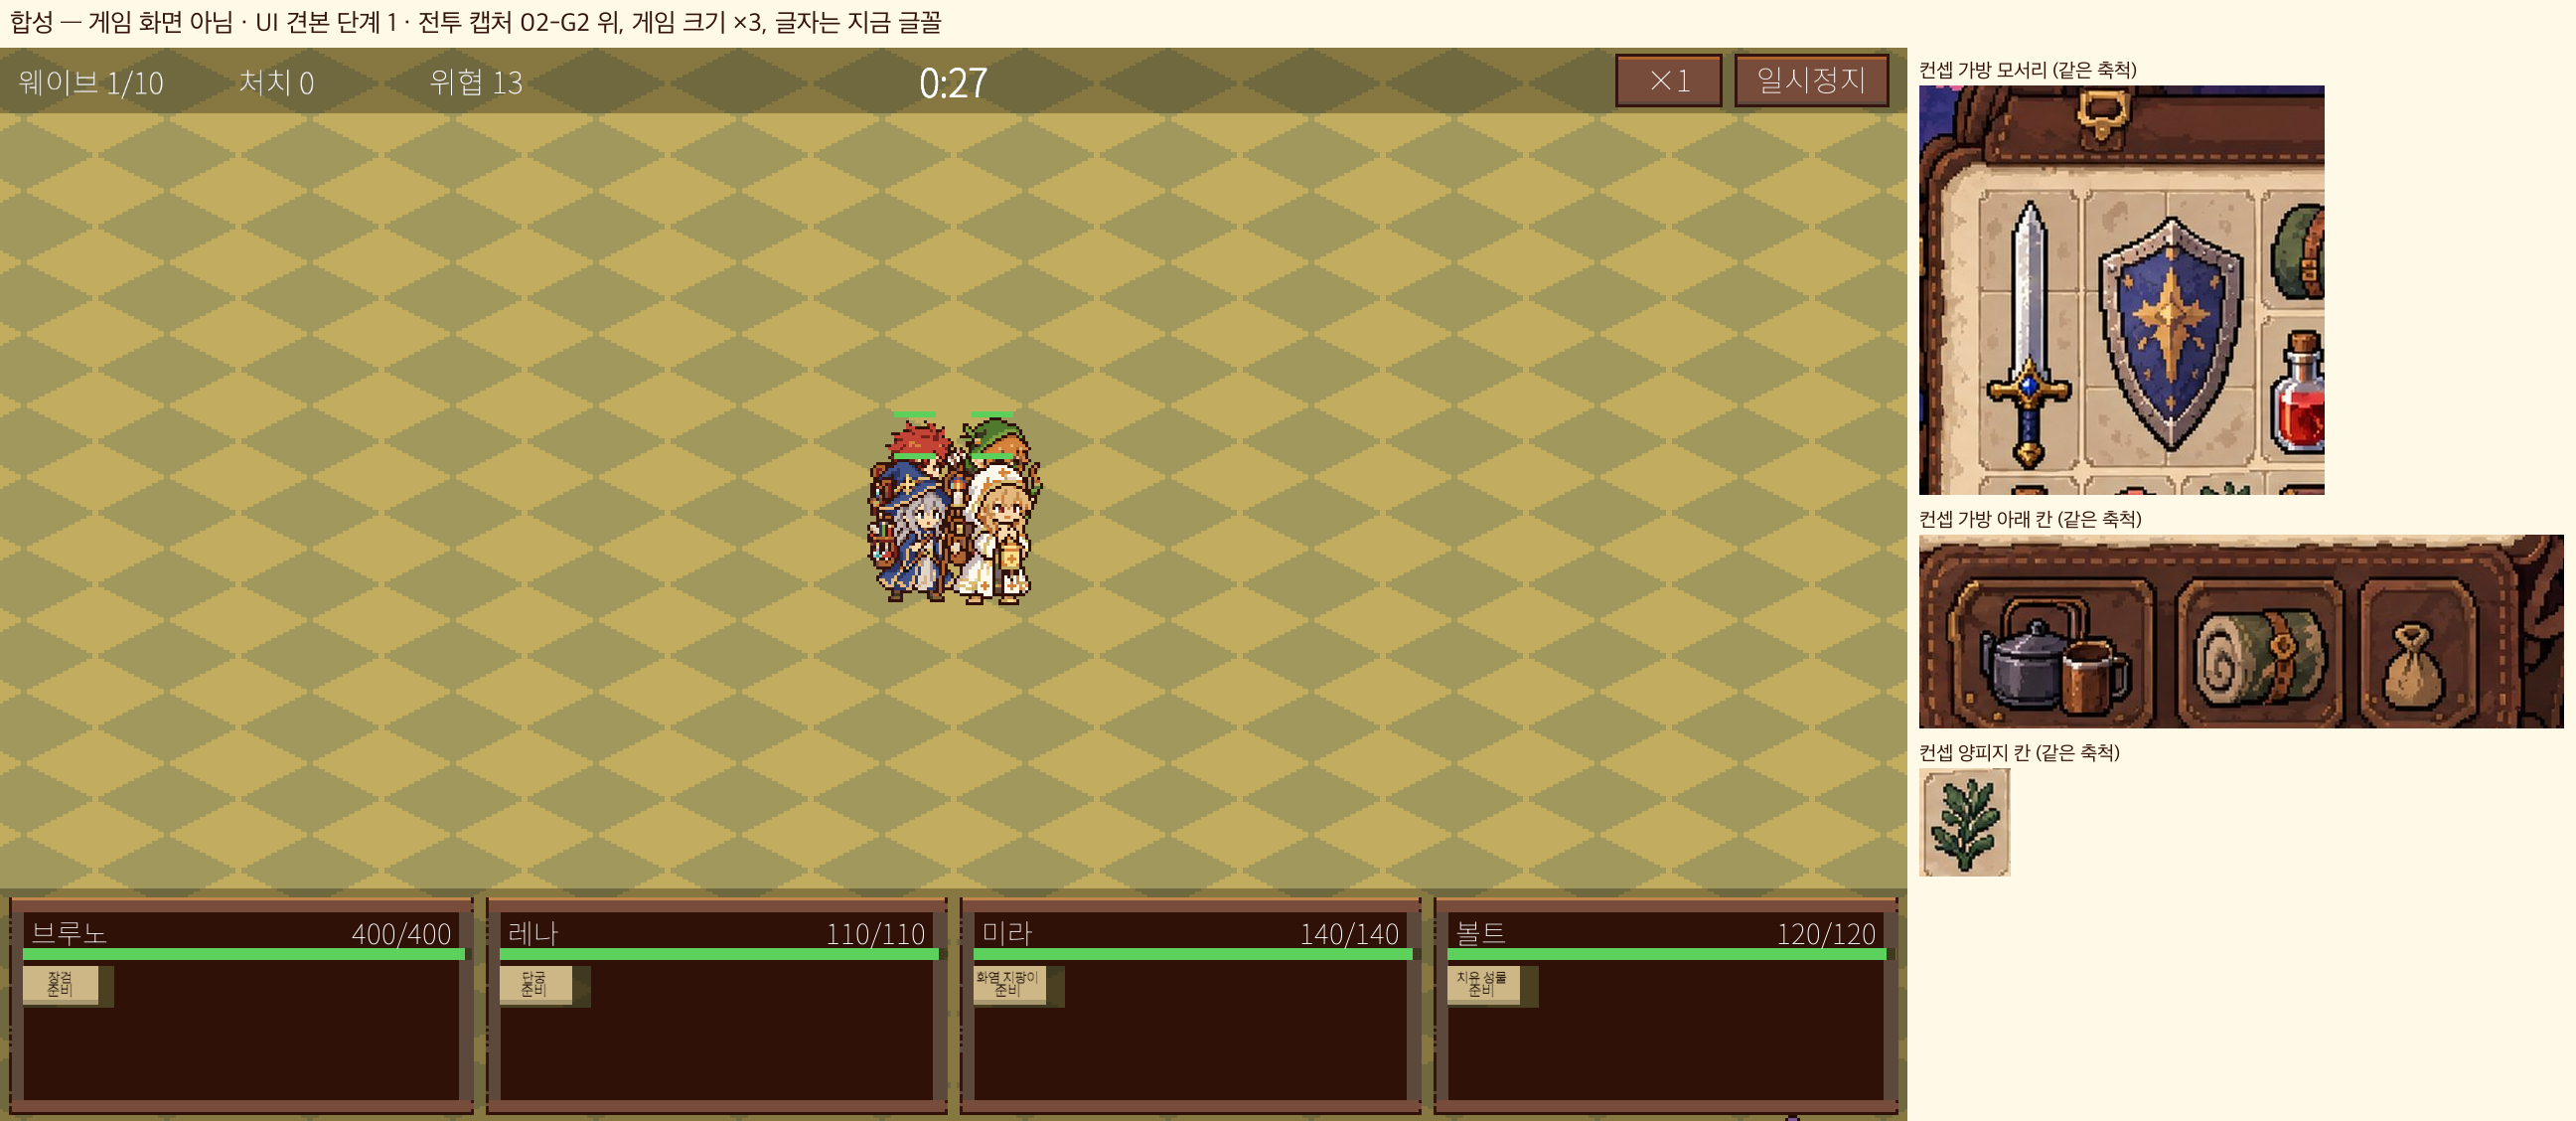 합성 — 게임 화면 아님 · UI 견본 단계 1 · 전투 캡처 02-G2 위, 게임 크기 ×3, 글자는 지금 글꼴
웨이브 1/10 처치 0 위협 13 0:27 ×1 일시정지
컨셉 가방 모서리 (같은 축척)
컨셉 가방 아래 칸 (같은 축척)
컨셉 양피지 칸 (같은 축척)
브루노 400/400
장검
준비
레나 110/110
단궁
준비
미라 140/140
화염 지팡이
준비
볼트 120/120
치유 성물
준비